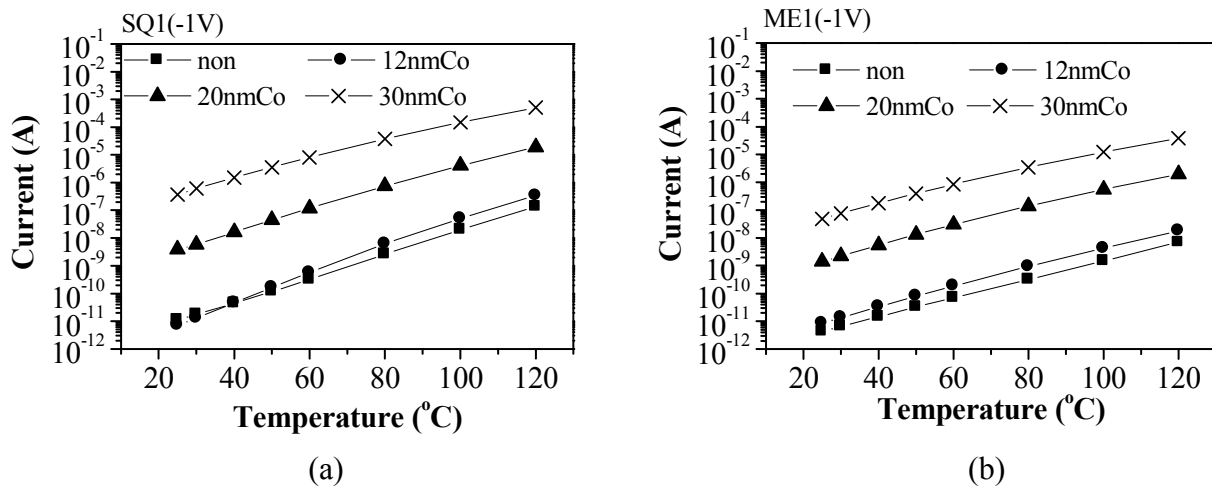 SQ1(-1V)
10⁻¹
10⁻²
10⁻³
10⁻⁴
10⁻⁵
10⁻⁶
10⁻⁷
10⁻⁸
10⁻⁹
10⁻¹⁰
10⁻¹¹
10⁻¹²
Current (A)
non 12nmCo
20nmCo 30nmCo
20 40 60 80 100 120
Temperature (°C)
(a)
ME1(-1V)
10⁻¹
10⁻²
10⁻³
10⁻⁴
10⁻⁵
10⁻⁶
10⁻⁷
10⁻⁸
10⁻⁹
10⁻¹⁰
10⁻¹¹
10⁻¹²
Current (A)
non 12nmCo
20nmCo 30nmCo
20 40 60 80 100 120
Temperature (°C)
(b)